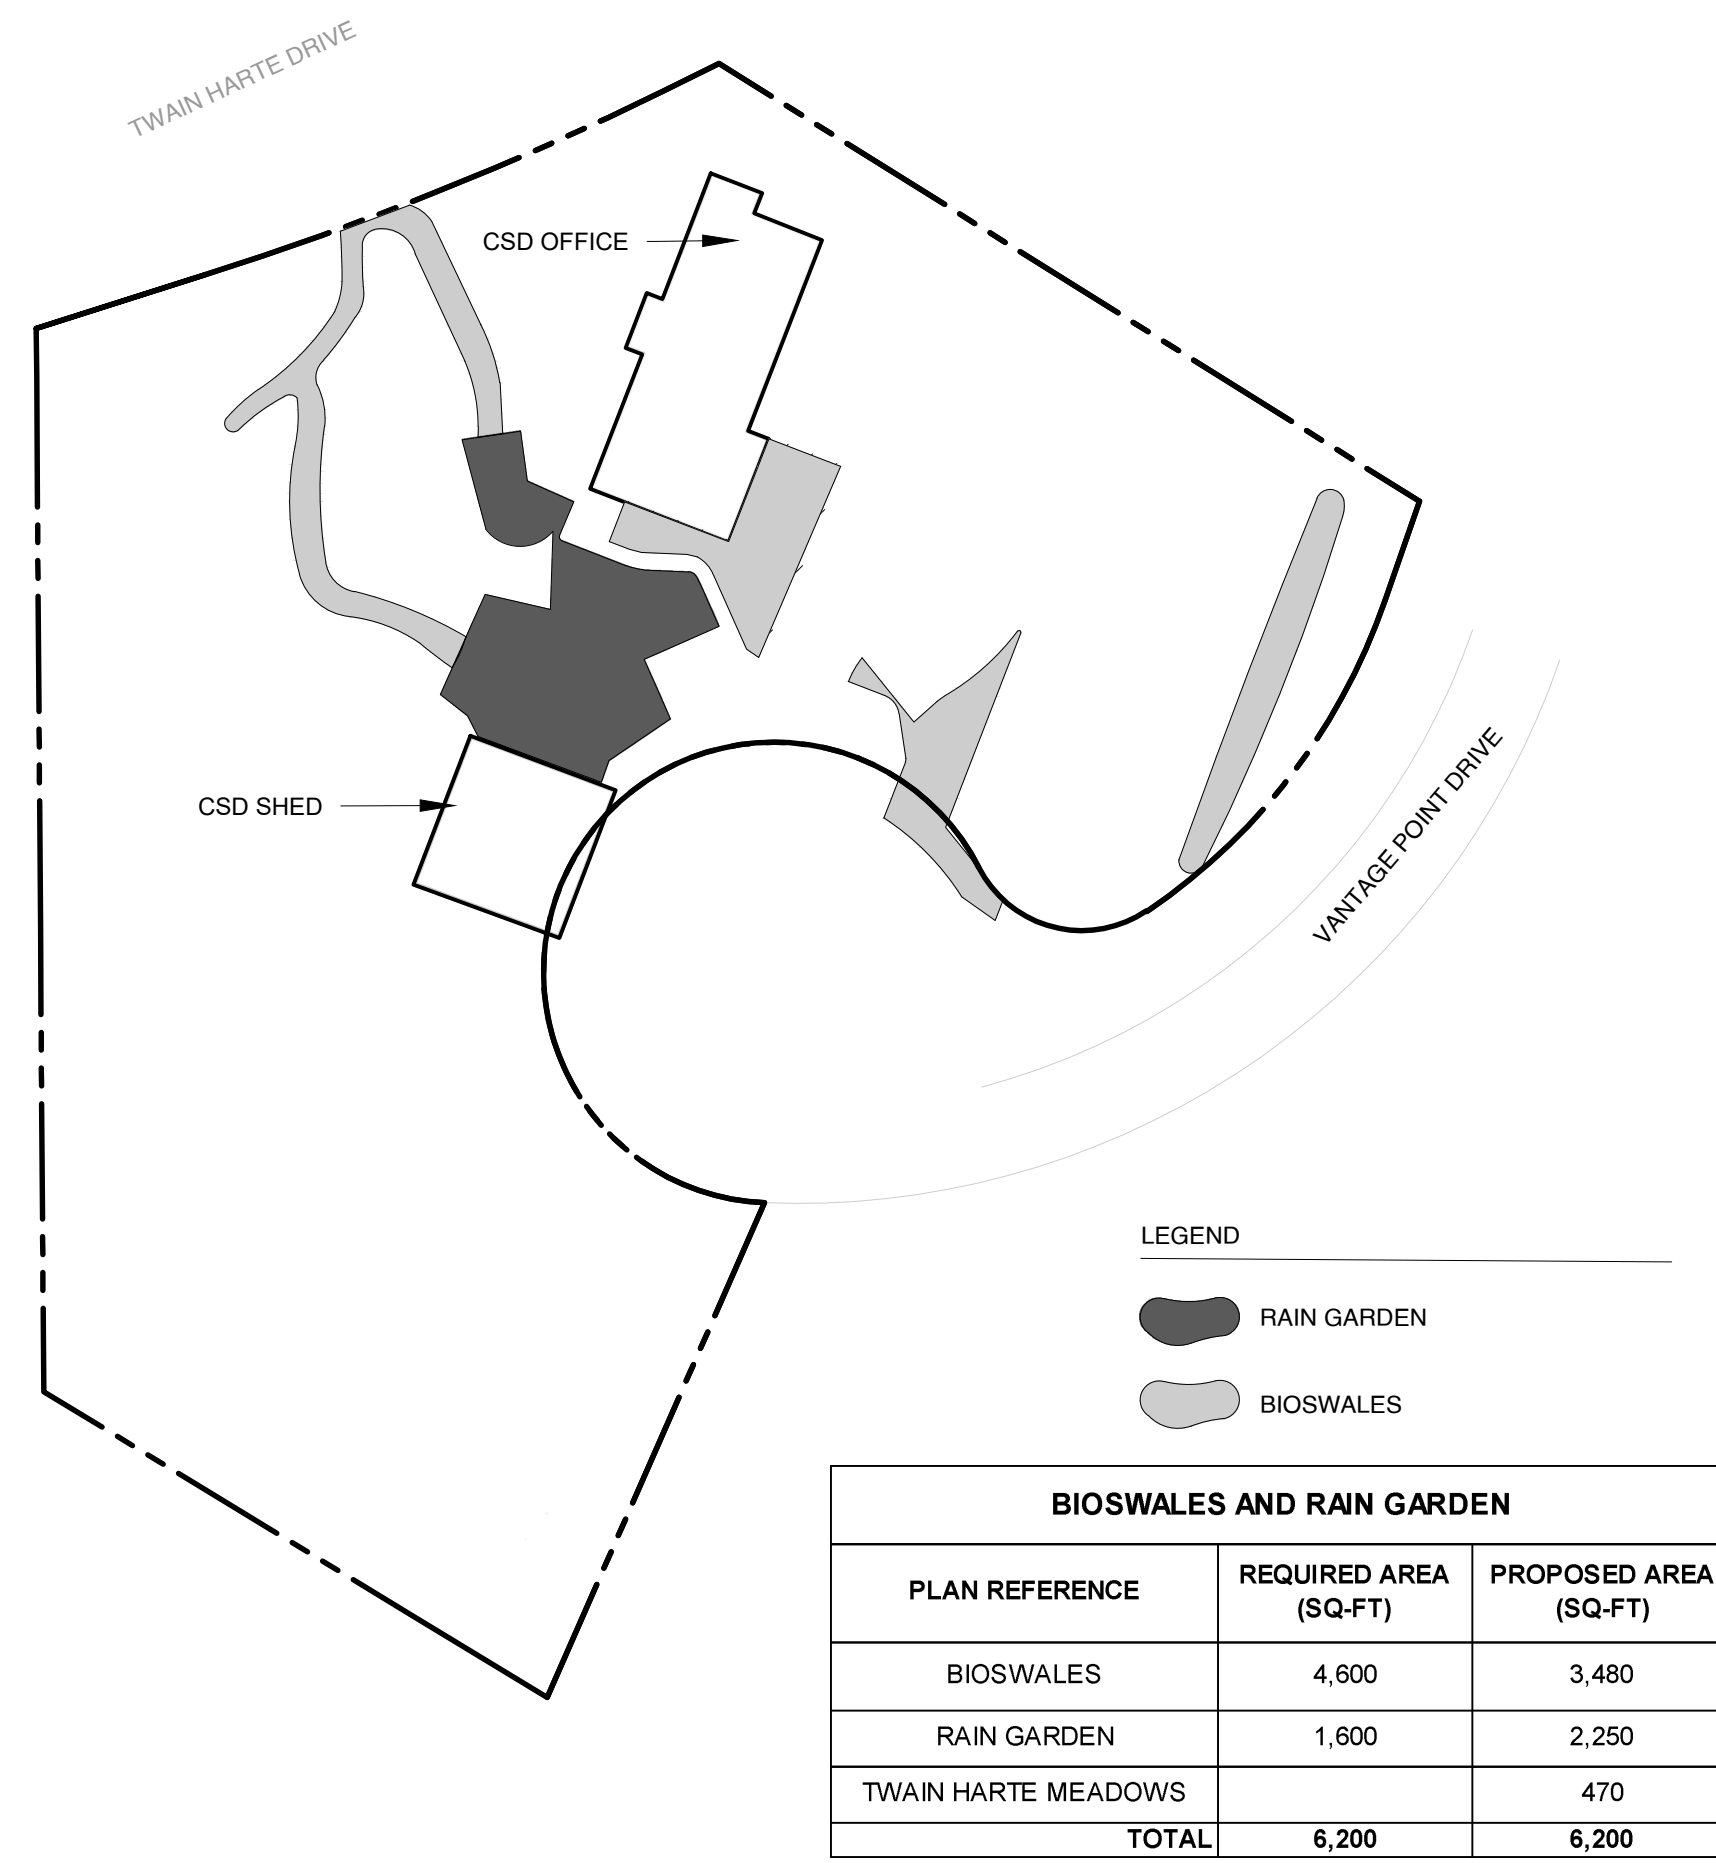 TWAIN HARTE DRIVE
CSD OFFICE
CSD SHED
VANTAGE POINT DRIVE
LEGEND
RAIN GARDEN
BIOSWALES
BIOSWALES AND RAIN GARDEN
PLAN REFERENCE
REQUIRED AREA
(SQ-FT)
PROPOSED AREA
(SQ-FT)
BIOSWALES 4,600 3,480
RAIN GARDEN 1,600 2,250
TWAIN HARTE MEADOWS 470
TOTAL 6,200 6,200